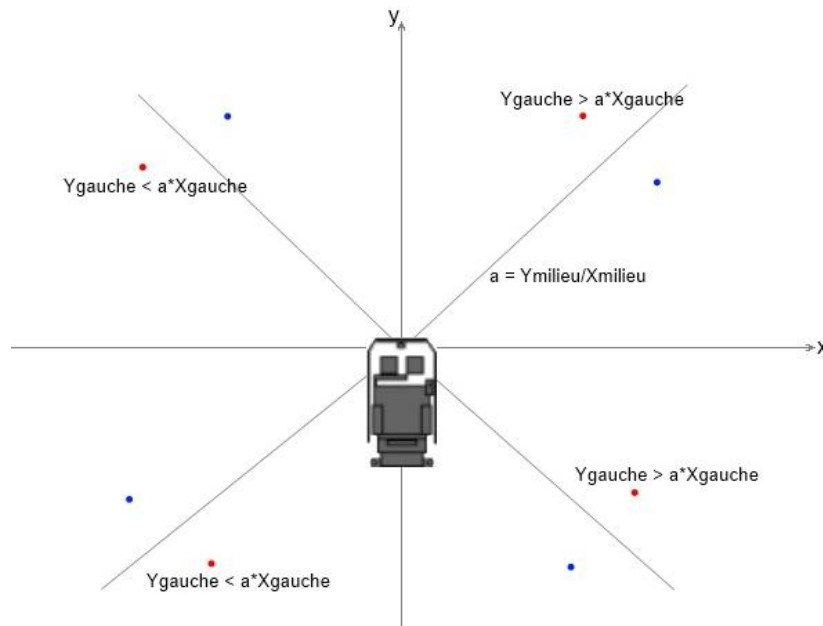 y
Ygauche > a*Xgauche
Ygauche < a*Xgauche
a = Ymilieu/Xmilieu
x
Ygauche > a*Xgauche
Ygauche < a*Xgauche